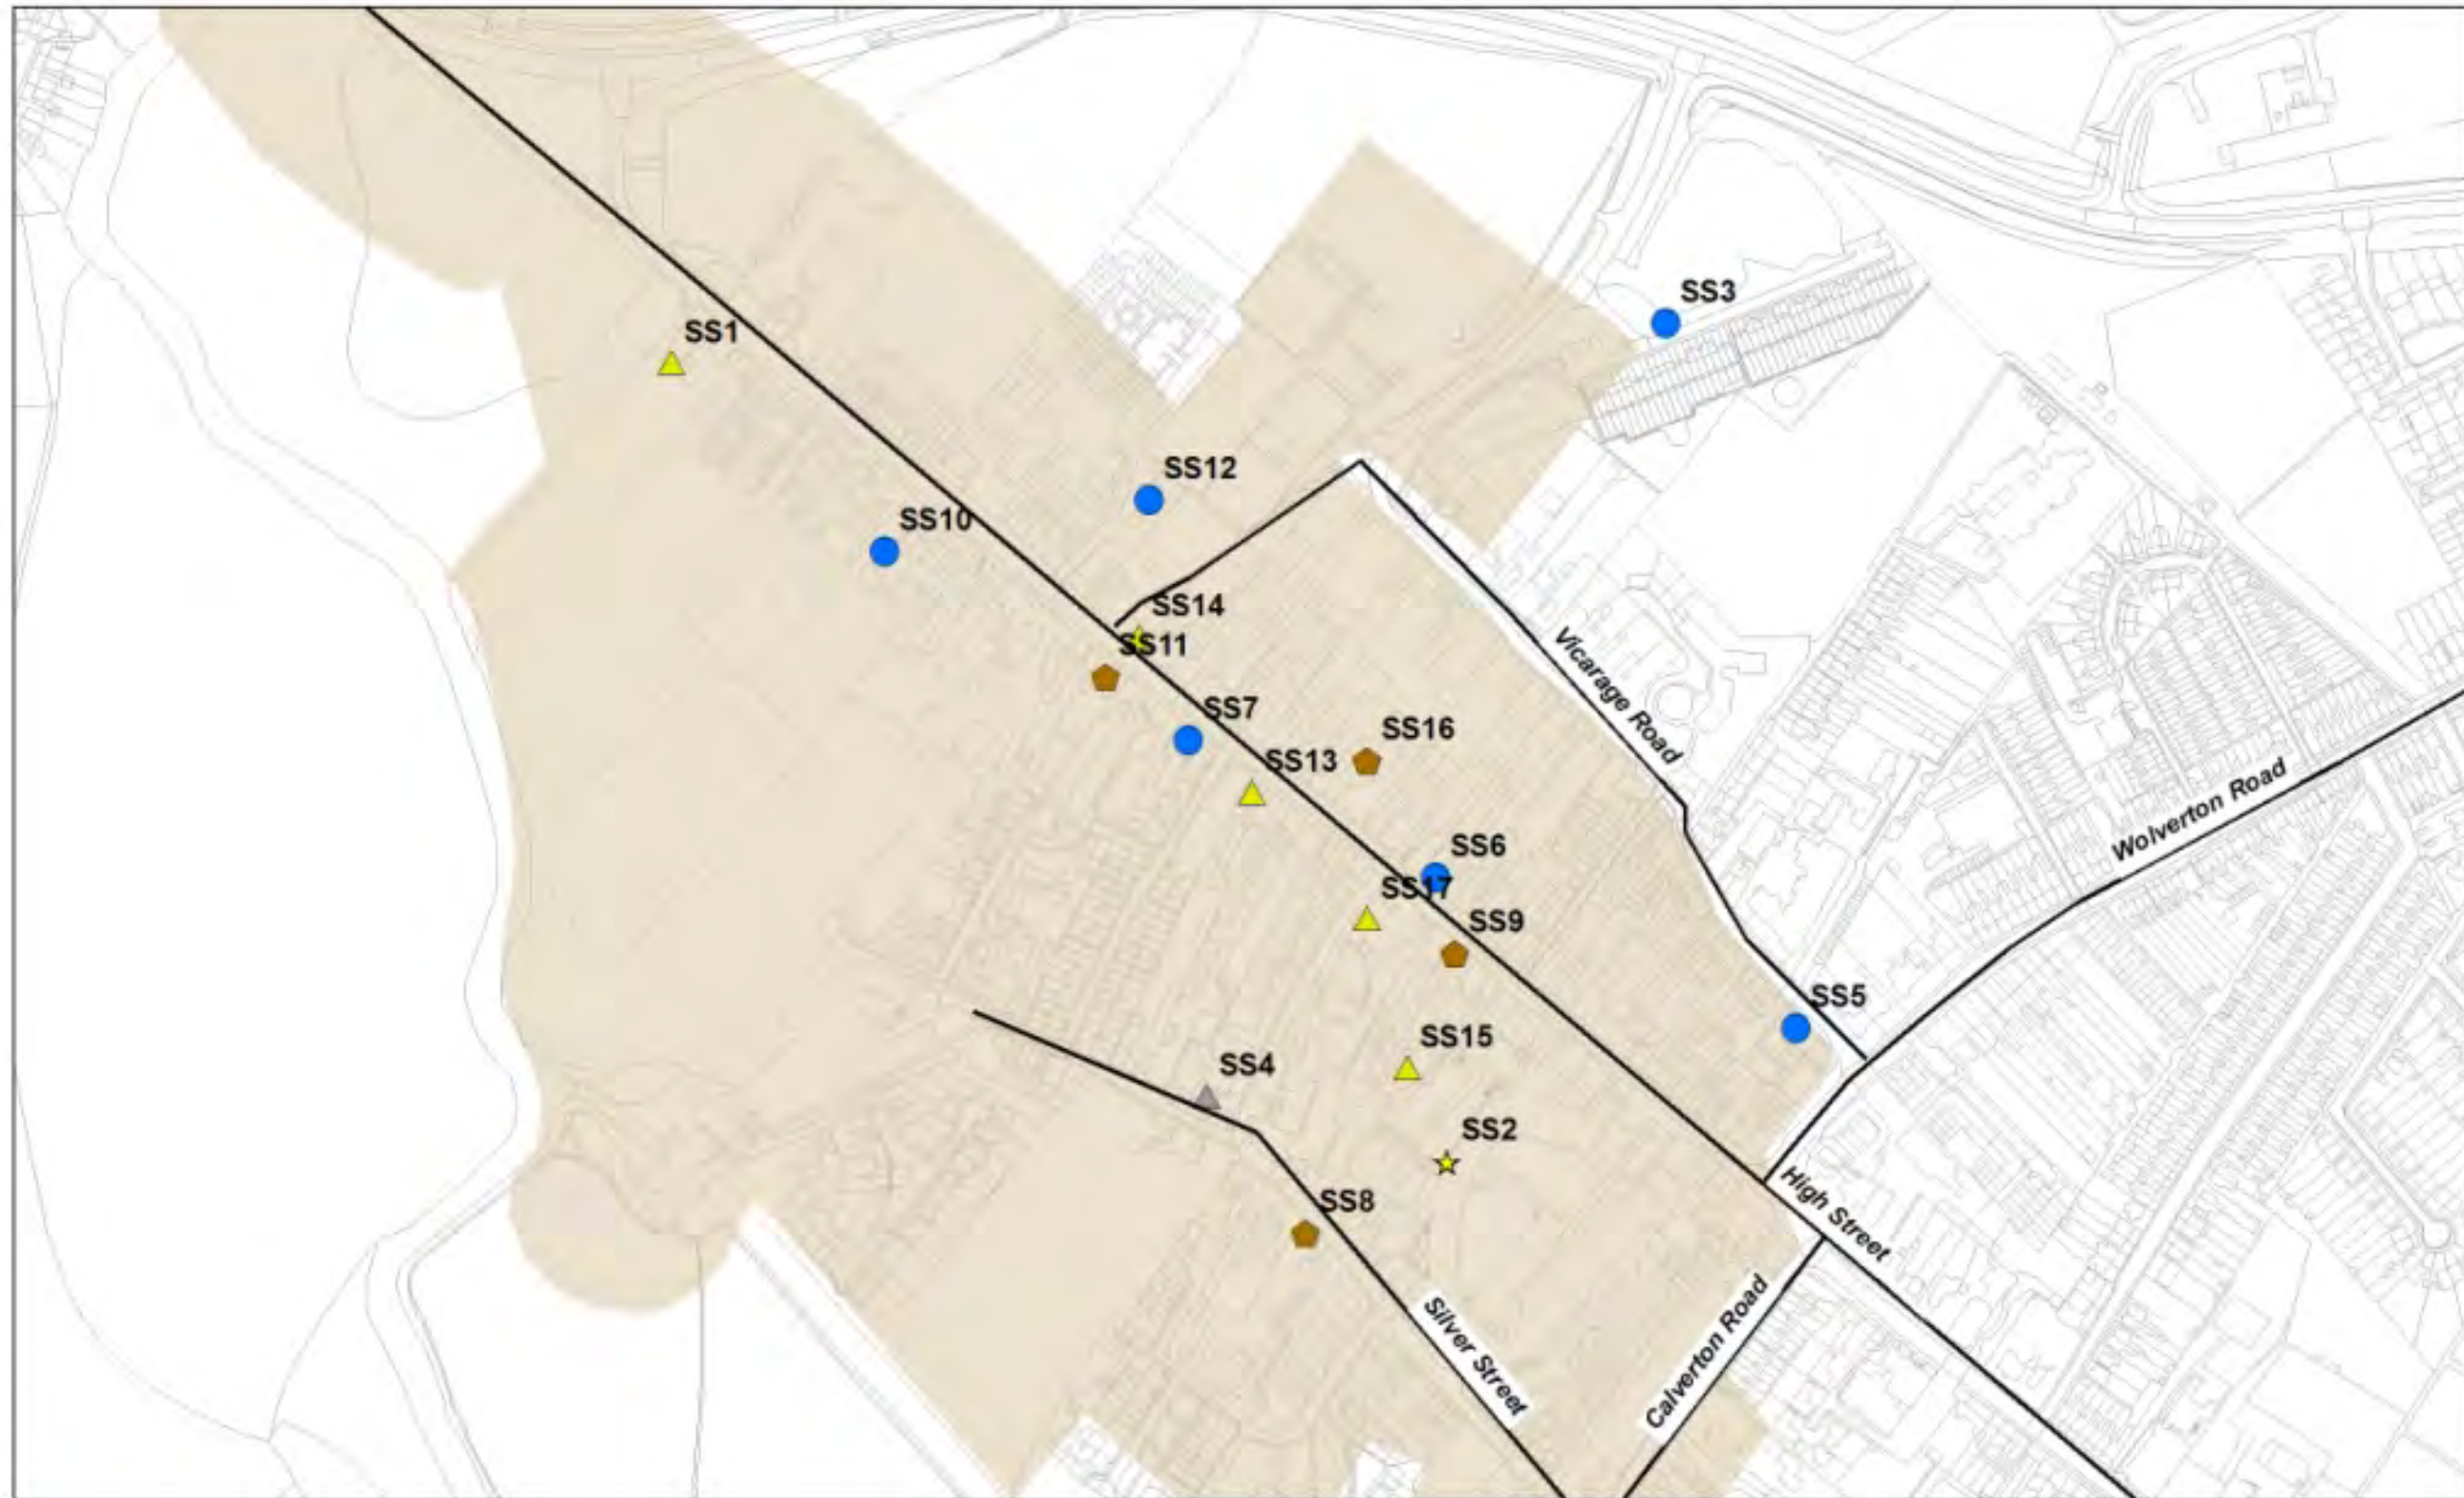 SS3
SS1
SS12
SS10
SS14
SS11
SS7
SS16
SS13
Vicarage Road
SS6
SS17
SS9
Wolverton Road
SS5
SS15
SS4
SS2
SS8
High Street
Silver Street
Calverton Road